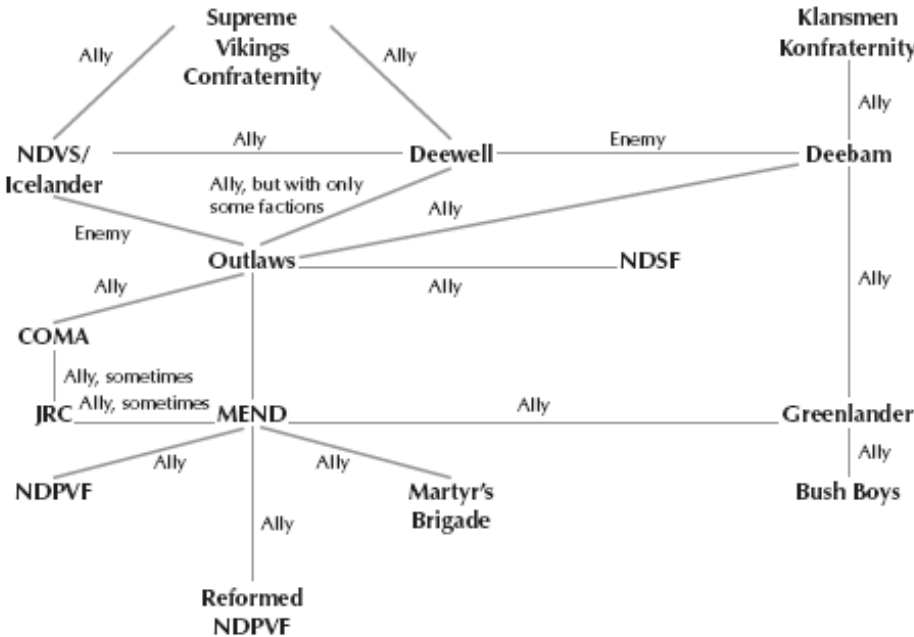 Supreme
Vikings
Confraternity
Klansmen
Konfraternity
Ally
Ally
Ally
NDVS/
Icelander
Ally
Deewell
Enemy
Deebam
Ally, but with only
some factions
Ally
Enemy
Outlaws
NDSF
Ally
Ally
Ally
COMA
Ally, sometimes
JRC
Ally, sometimes
MEND
Ally
Greenlander
Ally
Ally
Ally
NDPVF
Martyr's
Brigade
Bush Boys
Ally
Reformed
NDPVF